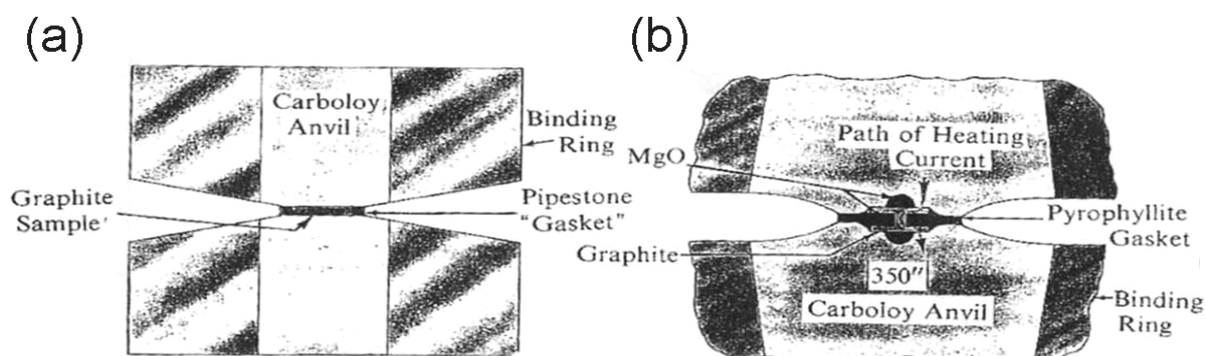 (a)
Carboloy
Anvil
Binding
Ring
Graphite
Sample
Pipestone
"Gasket"
(b)
Path of Heating
Current
MgO
Pyrophyllite
Gasket
Graphite
350"
Carboloy Anvil
Binding
Ring